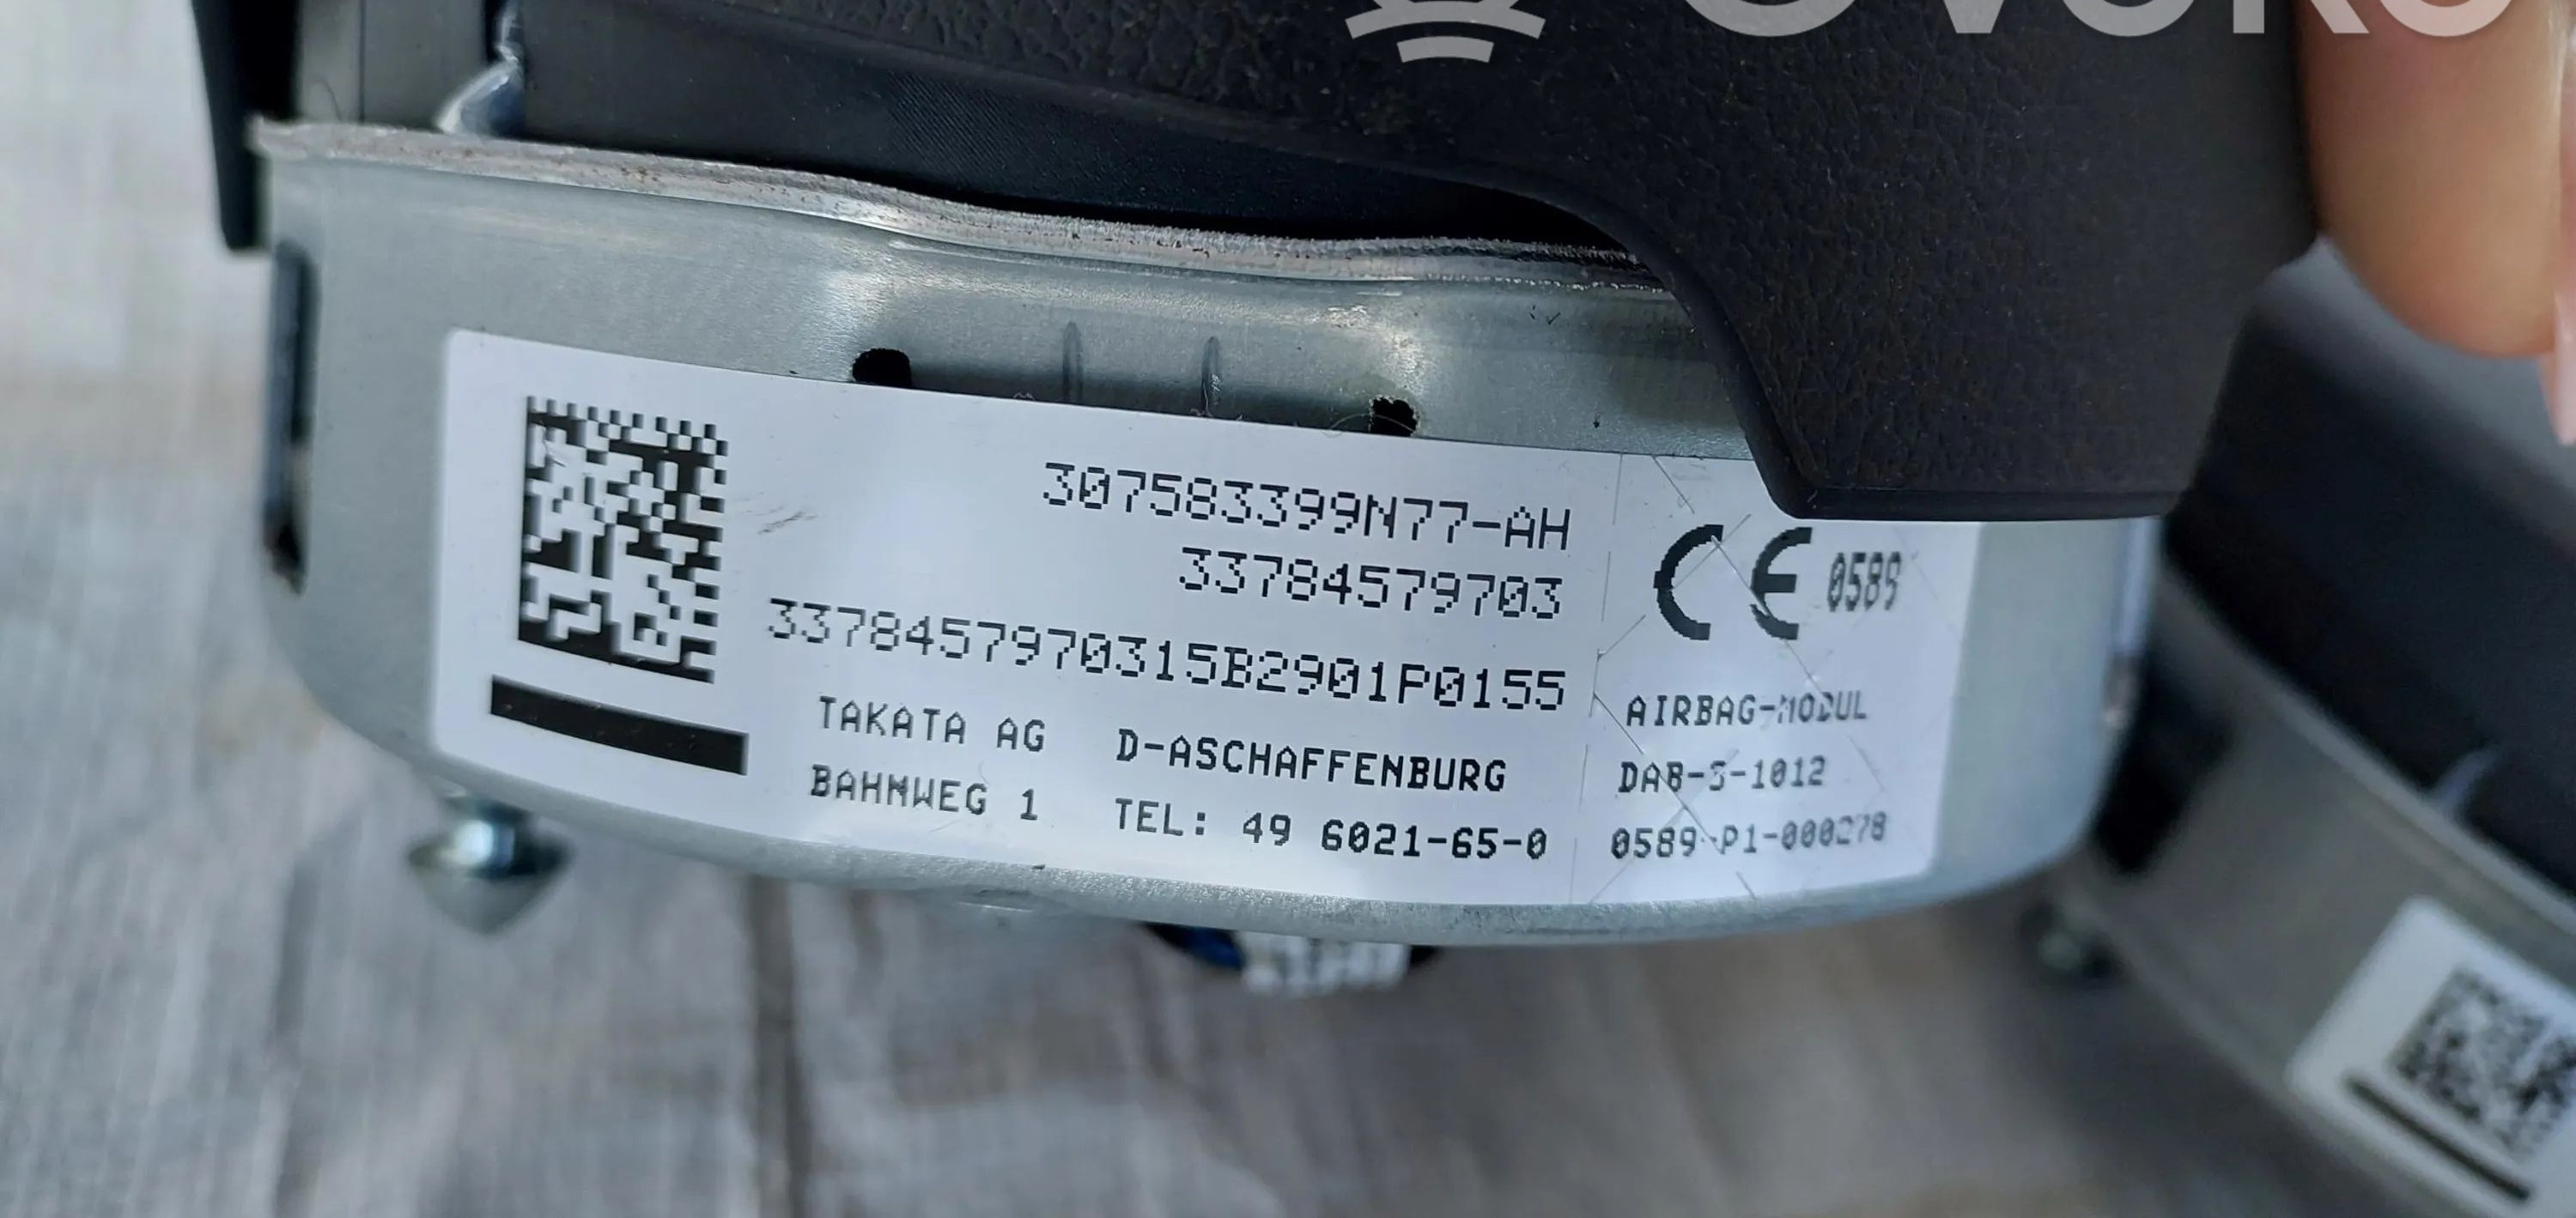 307583399N77-AH
33784579703
3378457970315B2901P0155
TAKATA AG D-ASCHAFFENBURG
BAHNWEG 1 TEL: 49 6021-65-0
CE 0589
AIRBAG-MODUL
DAB-S-1012
0589-P1-000278